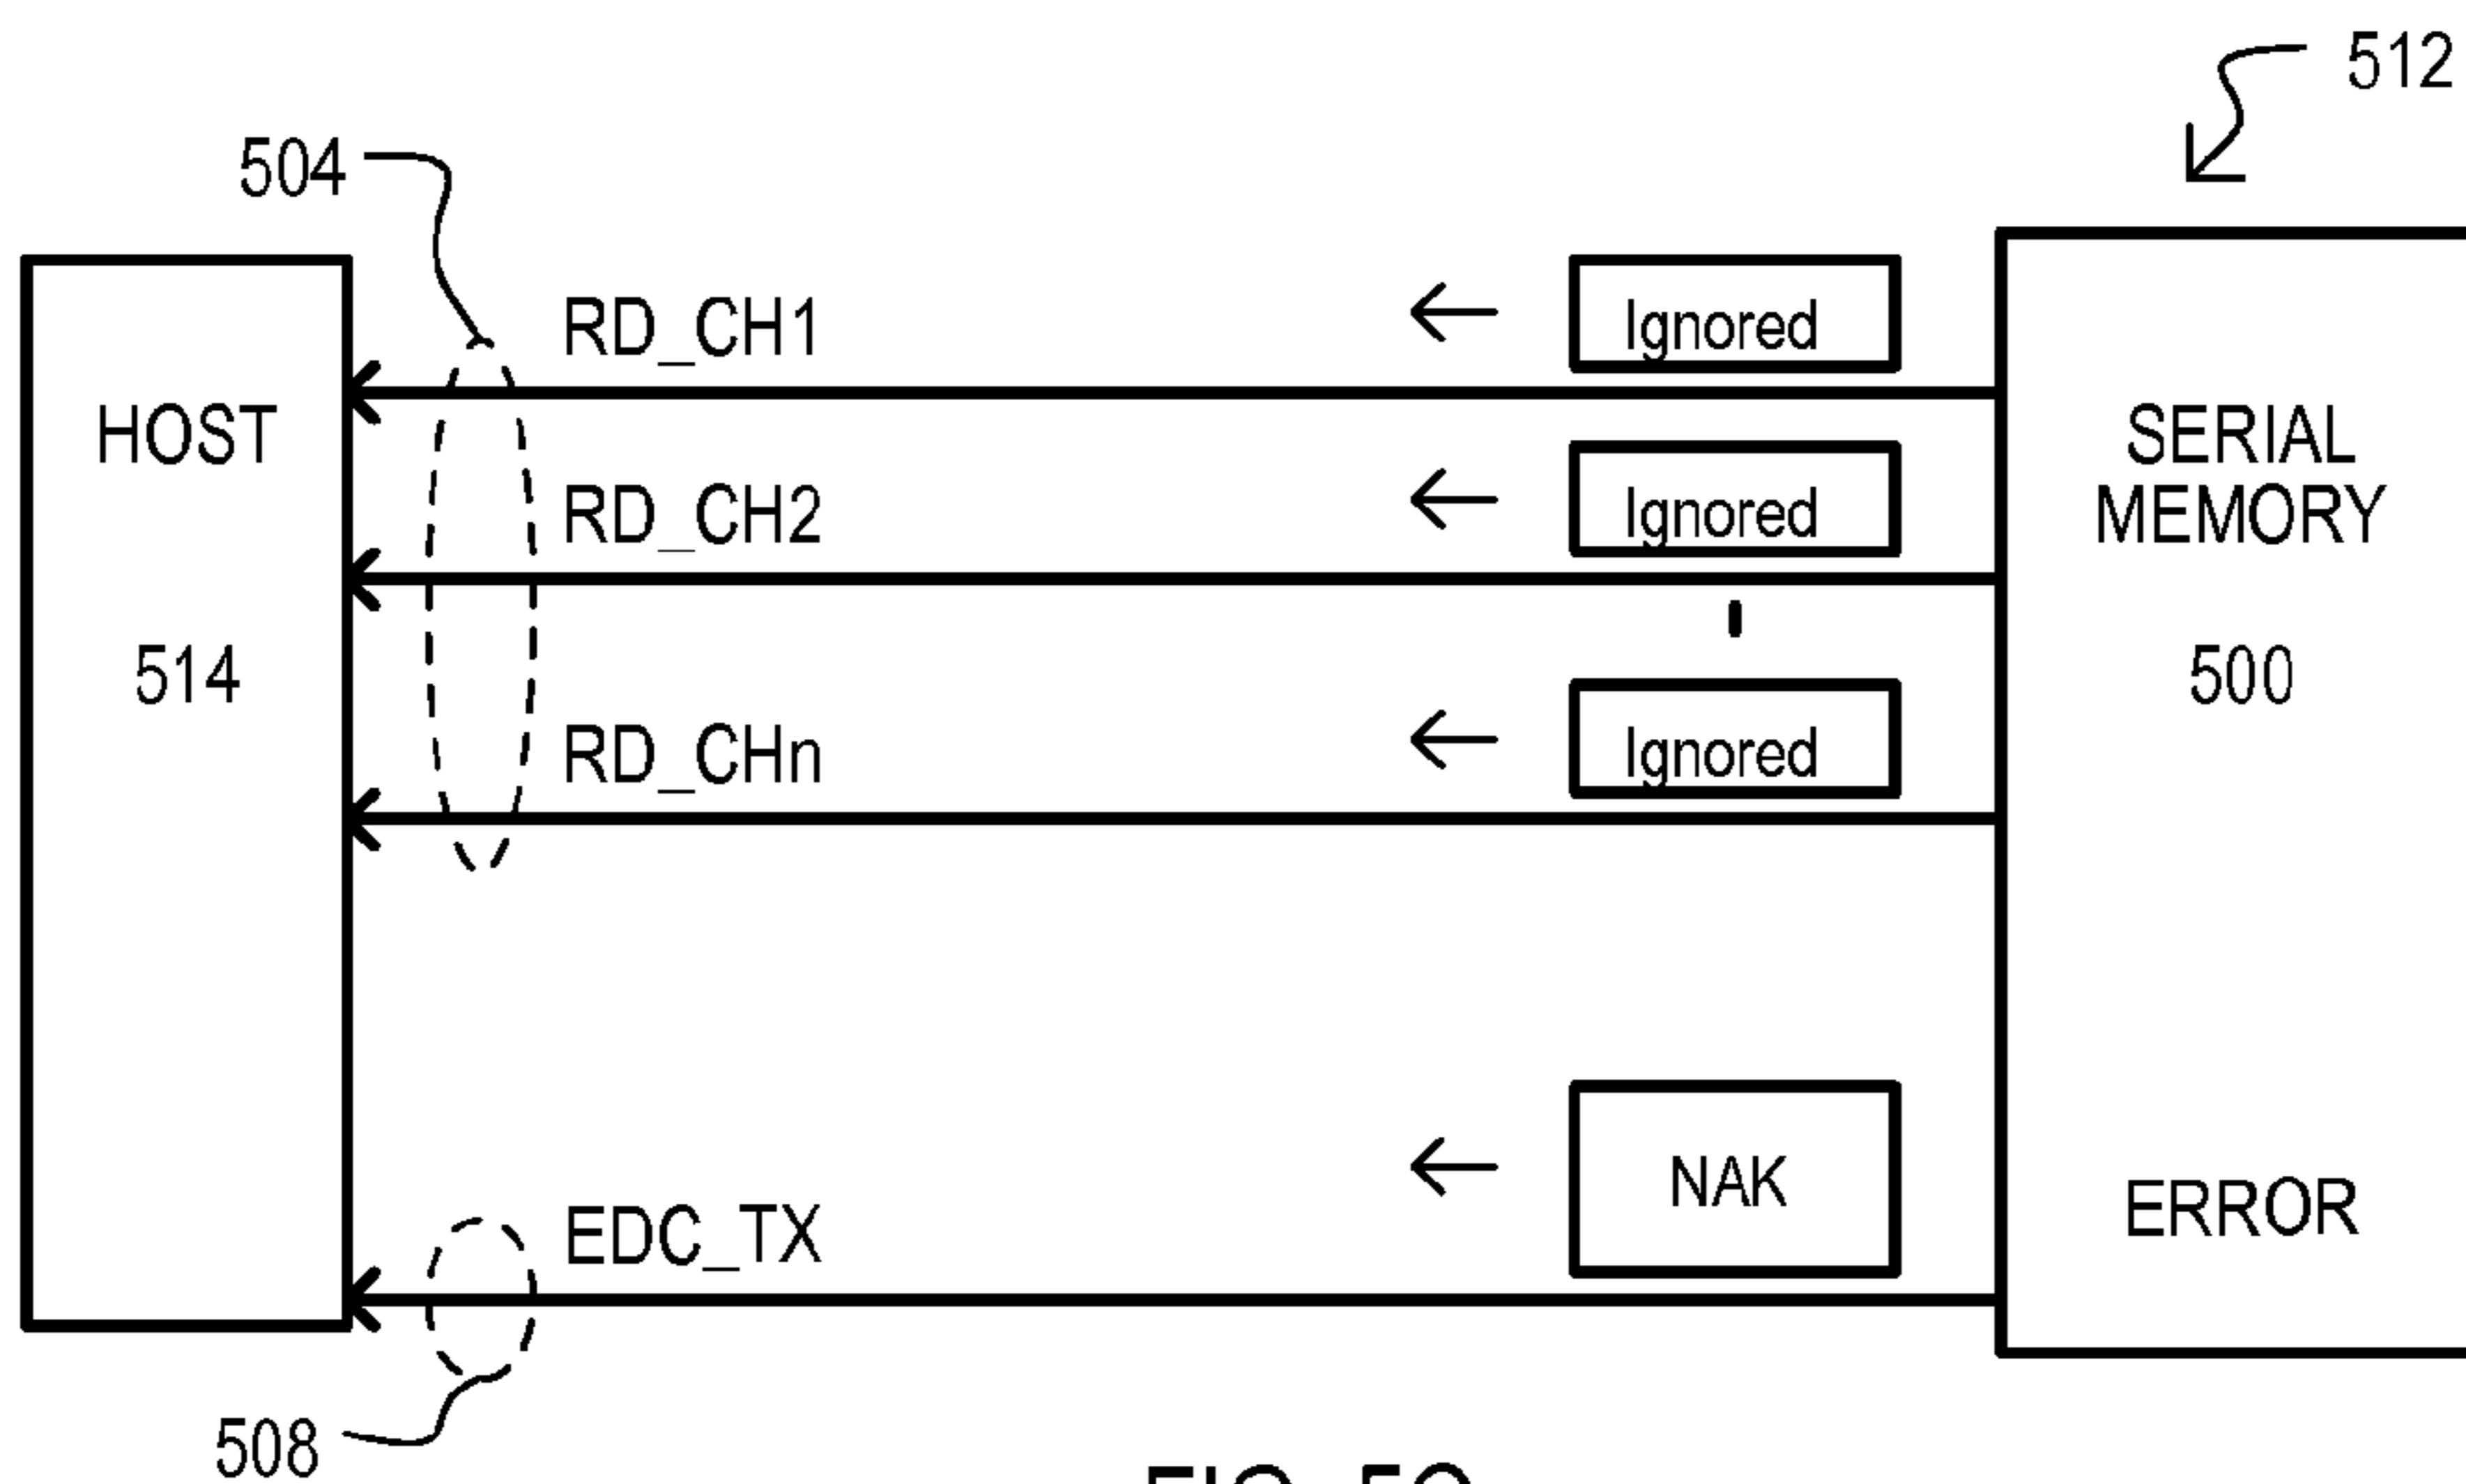 512
504
RD_CH1
Ignored
HOST
SERIAL
MEMORY
RD_CH2
Ignored
514
500
RD_CHn
Ignored
NAK
ERROR
EDC_TX
508